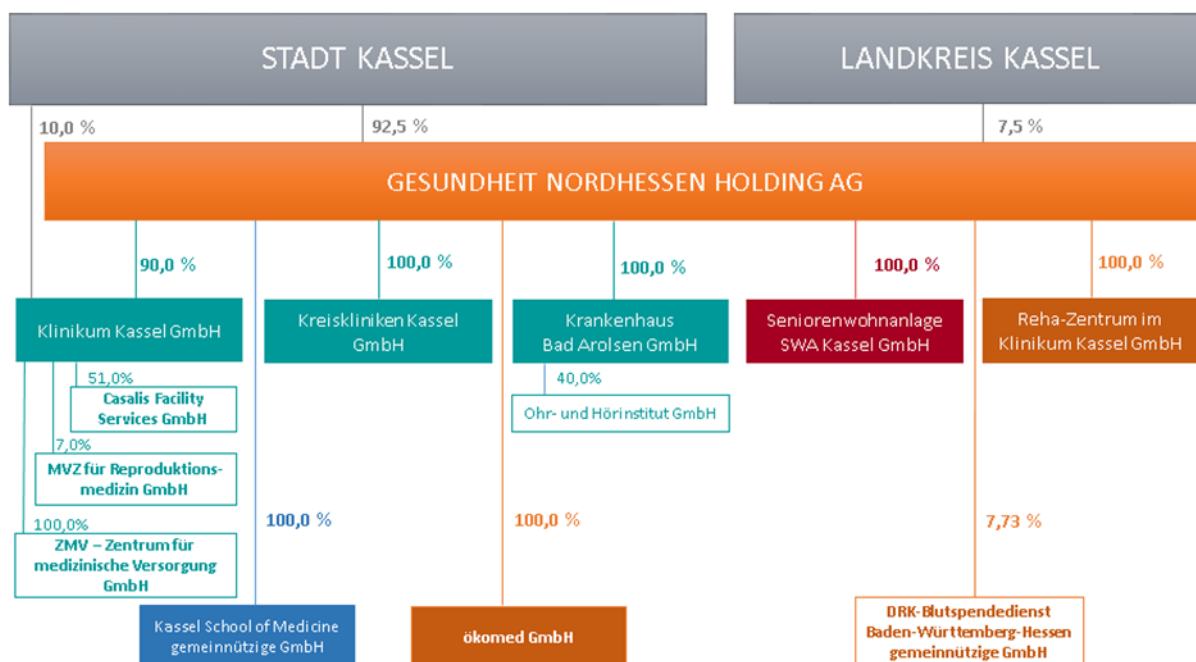 STADT KASSEL
LANDKREIS KASSEL
10,0 %
92,5 %
7,5 %
GESUNDHEIT NORDHESSEN HOLDING AG
90,0 %
100,0 %
100,0 %
100,0 %
100,0 %
Klinikum Kassel GmbH
Kreiskliniken Kassel
GmbH
Krankenhaus
Bad Arolsen GmbH
Seniorenwohnanlage
SWA Kassel GmbH
Reha-Zentrum im
Klinikum Kassel GmbH
51,0%
Casalis Facility
Services GmbH
40,0%
Ohr- und Hörinstitut GmbH
7,0%
MVZ für Reproduktions-
medizin GmbH
100,0%
ZMV – Zentrum für
medizinische Versorgung
GmbH
100,0 %
100,0 %
7,73 %
Kassel School of Medicine
gemeinnützige GmbH
ökomed GmbH
DRK-Blutspendedienst
Baden-Württemberg-Hessen
gemeinnützige GmbH